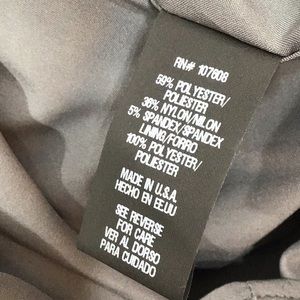 RN# 107608
59% POLYESTER/
POLIESTER
36% NYLON/NILON
5% SPANDEX/SPANDEX
LINING/FORRO
100% POLYESTER/
POLIESTER
MADE IN U.S.A.
HECHO EN EE.UU
SEE REVERSE
FOR CARE
VER AL DORSO
PARA CUIDADO